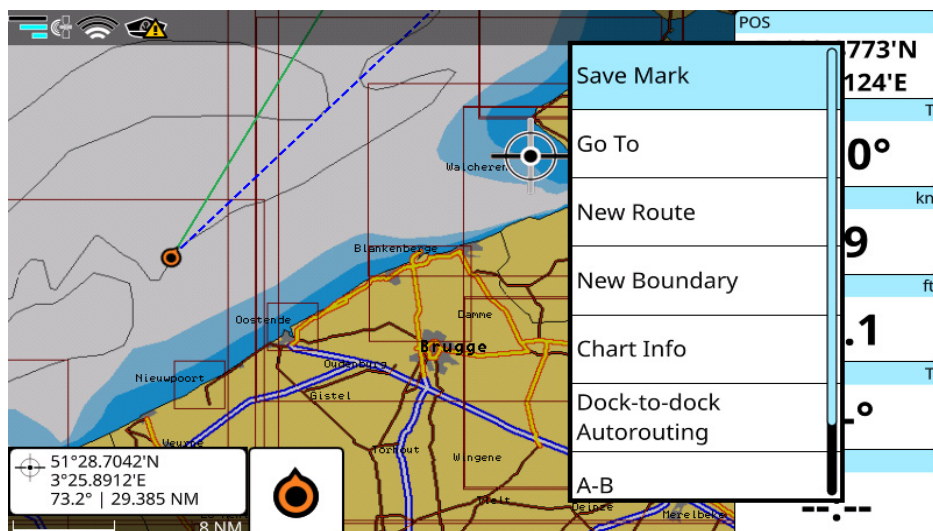 POS
773'N
124'E
T
0°
kn
9
ft
.1
T
-°
--.-
Save Mark
Go To
New Route
New Boundary
Chart Info
Dock-to-dock
Autorouting
A-B
Walcheren
Blankenberge
Oostende
Damme
Brugge
Oudenburg
Nieuwpoort
Gistel
Veurne
Torhout
Wingene
Tielt
Deinze
Merelbeke
51°28.7042'N
3°25.8912'E
73.2° | 29.385 NM
8 NM